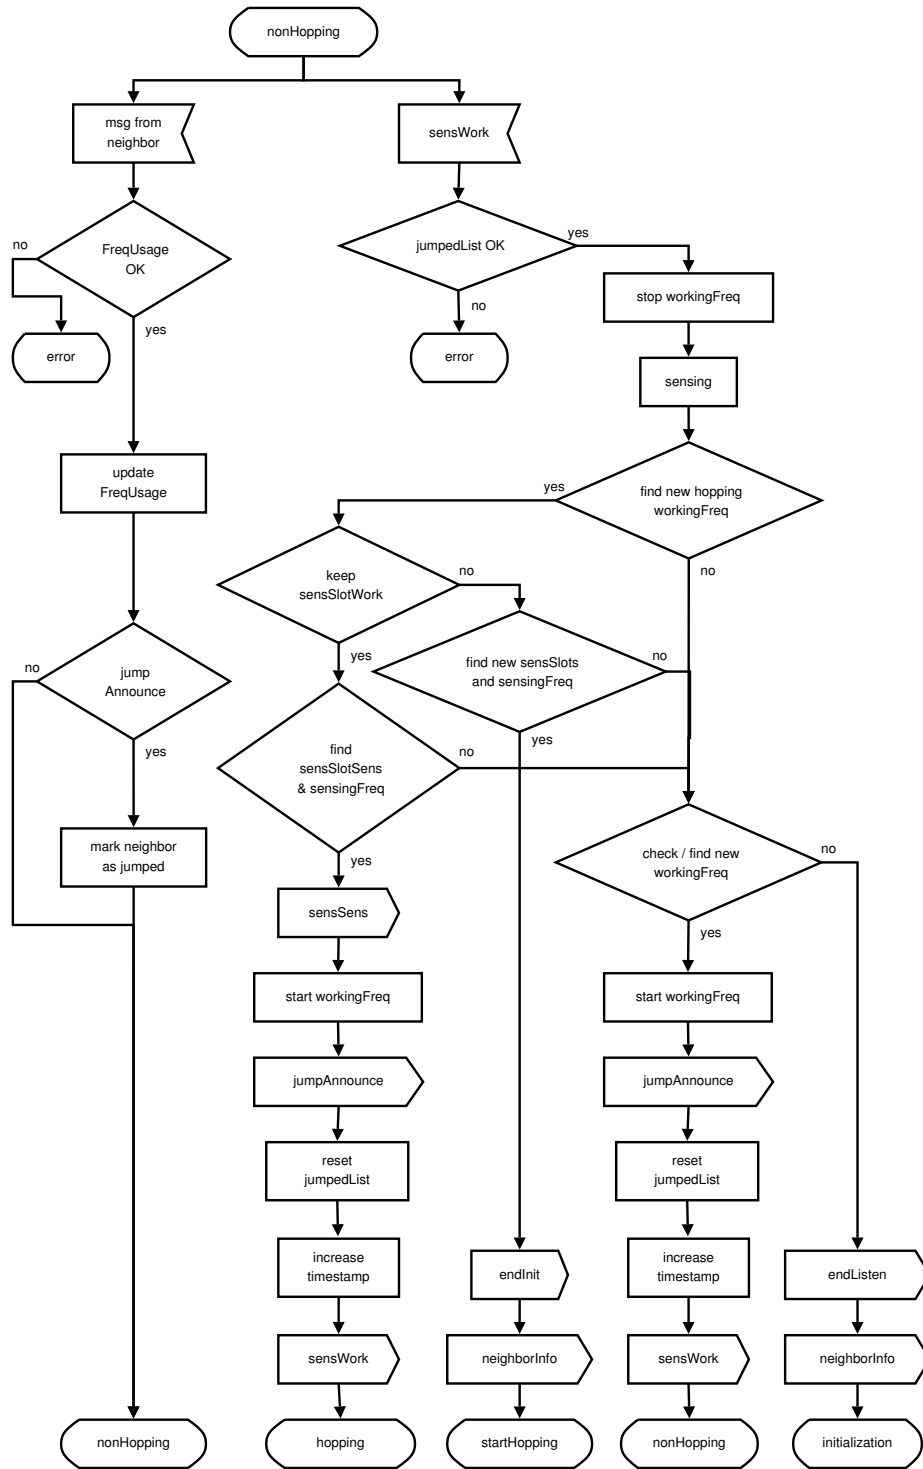 nonHopping
msg from
neighbor
sensWork
no
FreqUsage
OK
jumpedList OK
yes
stop workingFreq
no
yes
error
error
sensing
update
FreqUsage
yes
find new hopping
workingFreq
no
keep
sensSlotWork
no
yes
find new sensSlots
and sensingFreq
no
no
jump
Announce
yes
find
sensSlotSens
& sensingFreq
no
yes
mark neighbor
as jumped
yes
check / find new
workingFreq
no
yes
sensSens
start workingFreq
start workingFreq
jumpAnnounce
jumpAnnounce
reset
jumpedList
reset
jumpedList
increase
timestamp
endInit
increase
timestamp
endListen
sensWork
neighborInfo
sensWork
neighborInfo
nonHopping
hopping
startHopping
nonHopping
initialization